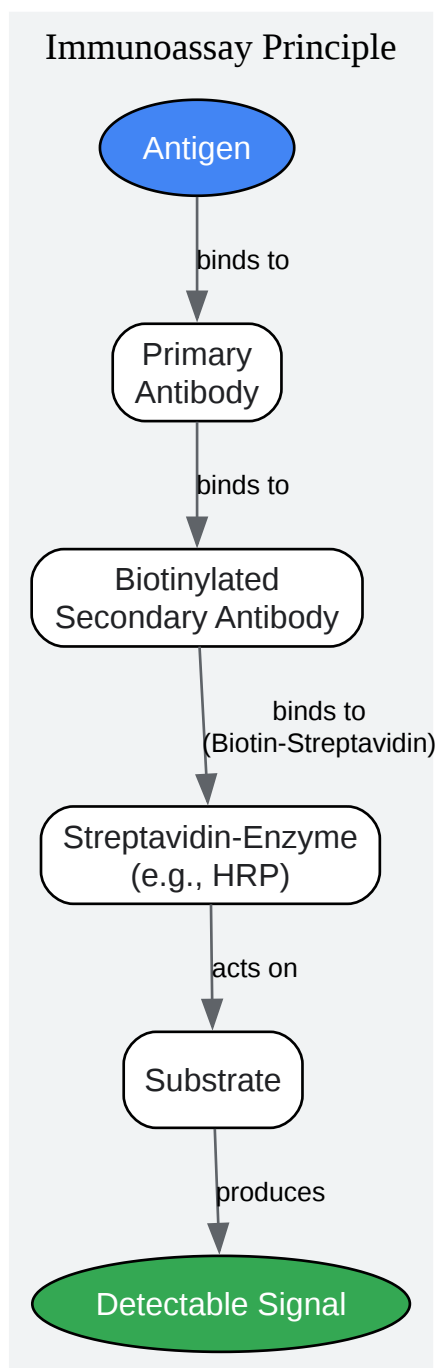 Immunoassay Principle
Antigen
binds to
Primary
Antibody
binds to
Biotinylated
Secondary Antibody
binds to
(Biotin-Streptavidin)
Streptavidin-Enzyme
(e.g., HRP)
acts on
Substrate
produces
Detectable Signal